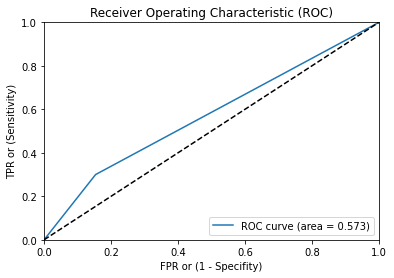 Receiver Operating Characteristic (ROC)
TPR or (Sensitivity)
1.0
0.8
0.6
0.4
0.2
0.0
0.0 0.2 0.4 0.6 0.8 1.0
FPR or (1 - Specifity)
ROC curve (area = 0.573)